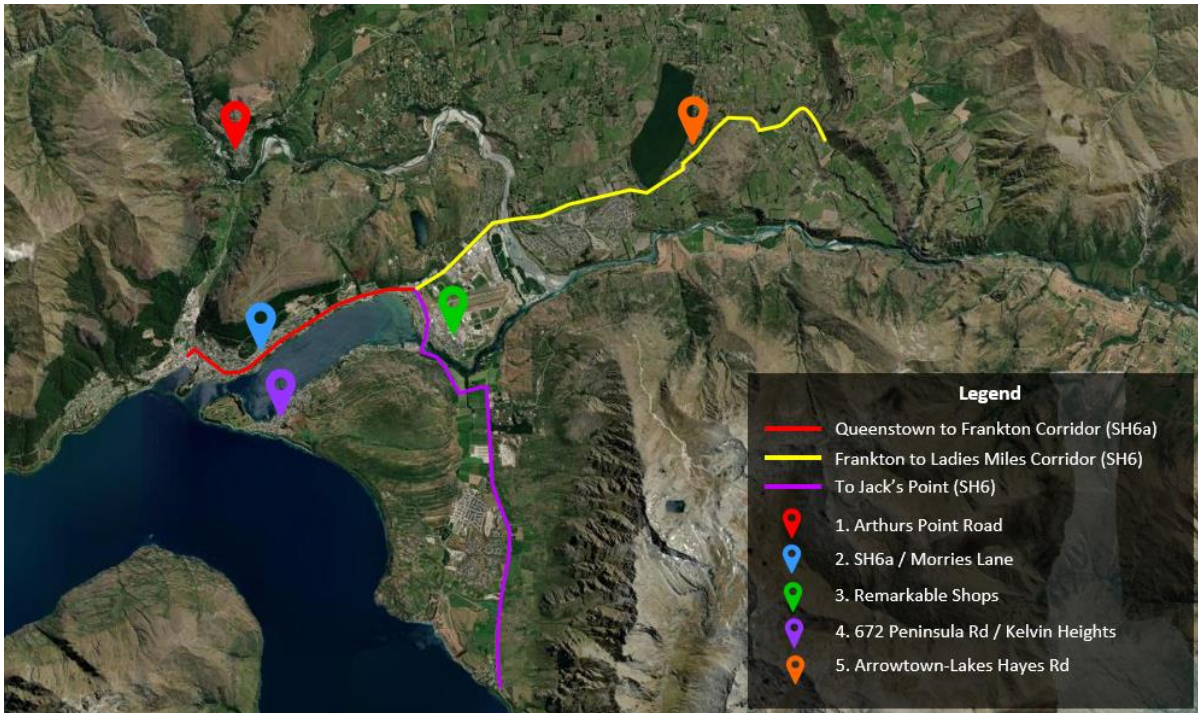 Legend
Queenstown to Frankton Corridor (SH6a)
Frankton to Ladies Miles Corridor (SH6)
To Jack's Point (SH6)
1. Arthurs Point Road
2. SH6a / Morries Lane
3. Remarkable Shops
4. 672 Peninsula Rd / Kelvin Heights
5. Arrowtown-Lakes Hayes Rd